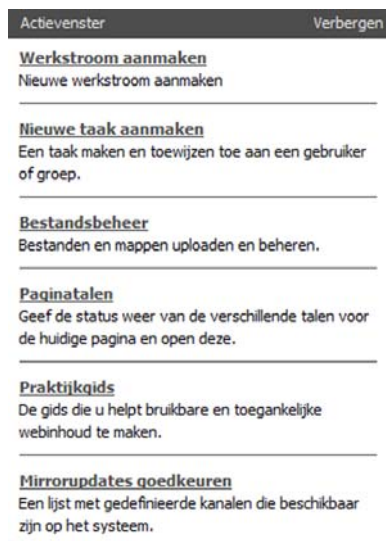 Actievenster Verbergen
Werkstroom aanmaken
Nieuwe werkstroom aanmaken
Nieuwe taak aanmaken
Een taak maken en toewijzen toe aan een gebruiker
of groep.
Bestandsbeheer
Bestanden en mappen uploaden en beheren.
Paginatalen
Geef de status weer van de verschillende talen voor
de huidige pagina en open deze.
Praktijkgids
De gids die u helpt bruikbare en toegankelijke
webinhoud te maken.
Mirrorupdates goedkeuren
Een lijst met gedefinieerde kanalen die beschikbaar
zijn op het systeem.